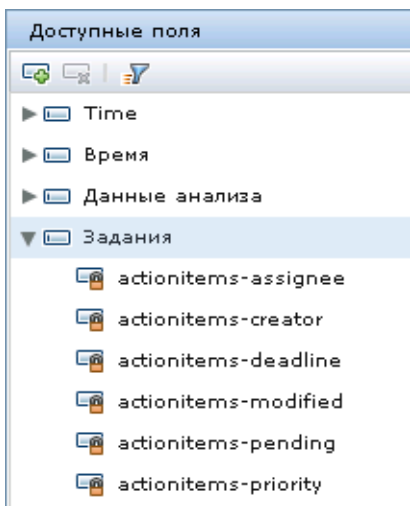 Доступные поля
Time
Время
Данные анализа
Задания
actionitems-assignee
actionitems-creator
actionitems-deadline
actionitems-modified
actionitems-pending
actionitems-priority